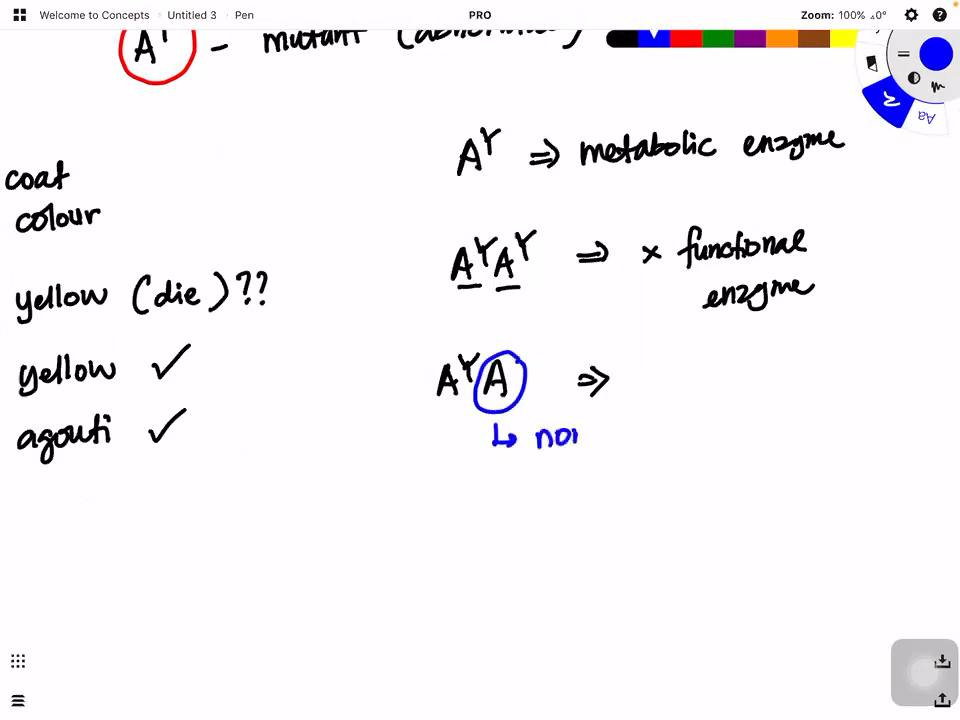 Welcome to Concepts Untitled 3 Pen PRO Zoom: 100% ⊿0°
A^Y - mutant
A^Y ⇒ metabolic enzyme
coat
colour
A^Y A^Y ⇒ × functional
enzyme
yellow (die)??
yellow ✓
A^Y A ⇒
agouti ✓
↳ nor
Aa